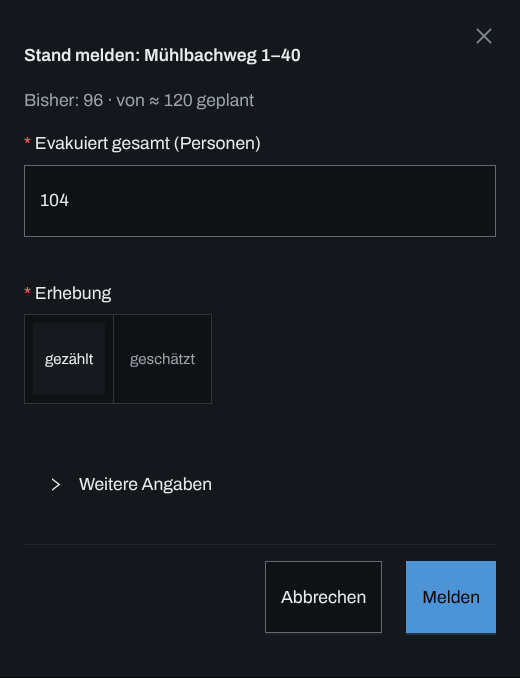 Stand melden: Mühlbachweg 1–40
Bisher: 96 · von ≈ 120 geplant
* Evakuiert gesamt (Personen)
104
* Erhebung
gezählt geschätzt
Weitere Angaben
Abbrechen Melden